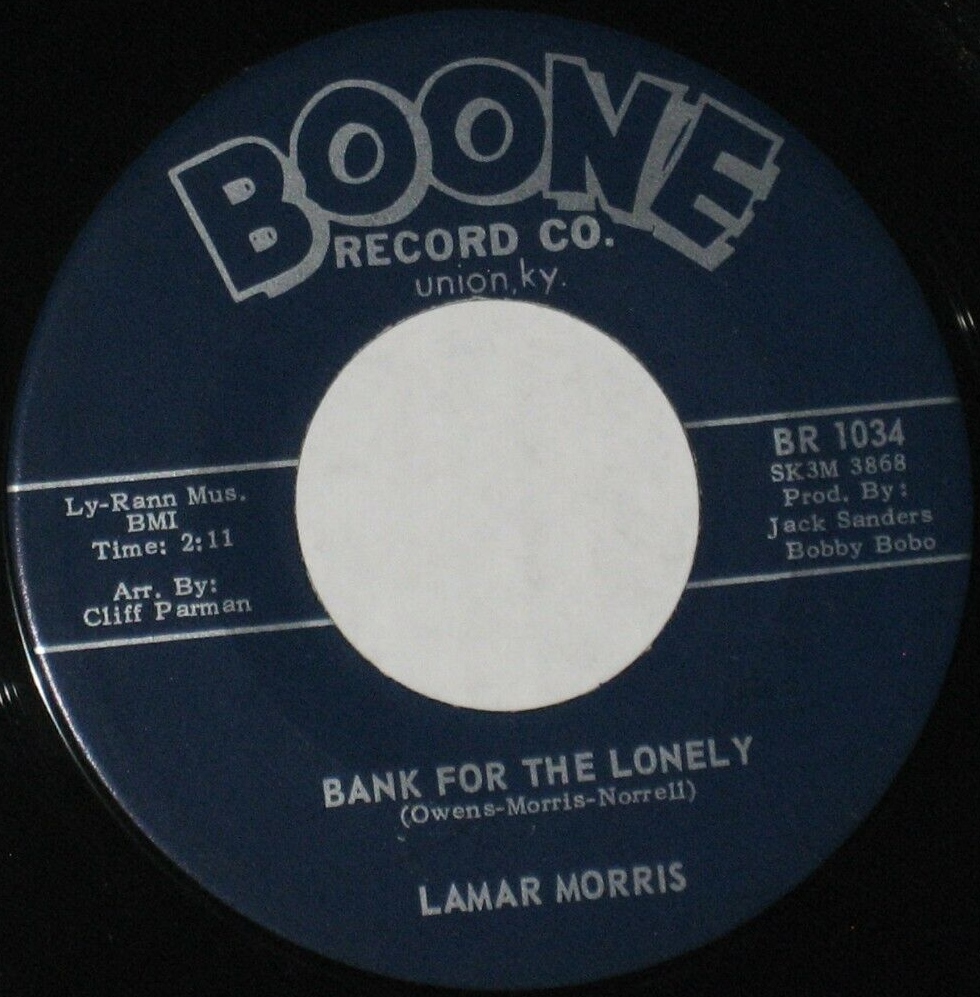 BOONE
RECORD CO.
union, ky.
Ly-Rann Mus.
BMI
Time: 2:11
Arr. By:
Cliff Parman
BR 1034
SK3M 3868
Prod. By:
Jack Sanders
Bobby Bobo
BANK FOR THE LONELY
(Owens-Morris-Norrell)
LAMAR MORRIS